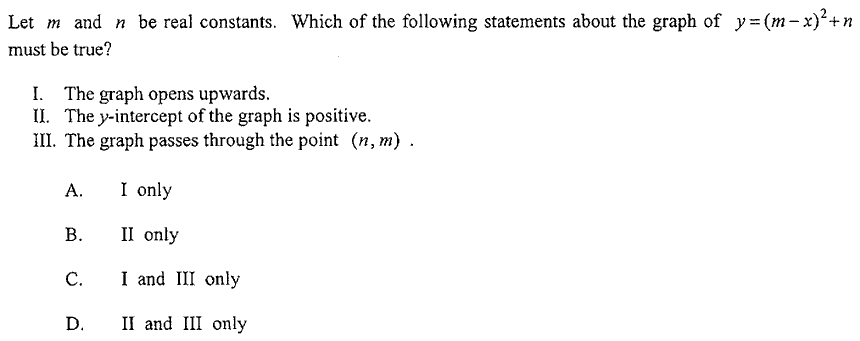 Let m and n be real constants. Which of the following statements about the graph of y=(m−x)²+n
must be true?
I. The graph opens upwards.
II. The y-intercept of the graph is positive.
III. The graph passes through the point (n, m) .
A. I only
B. II only
C. I and III only
D. II and III only